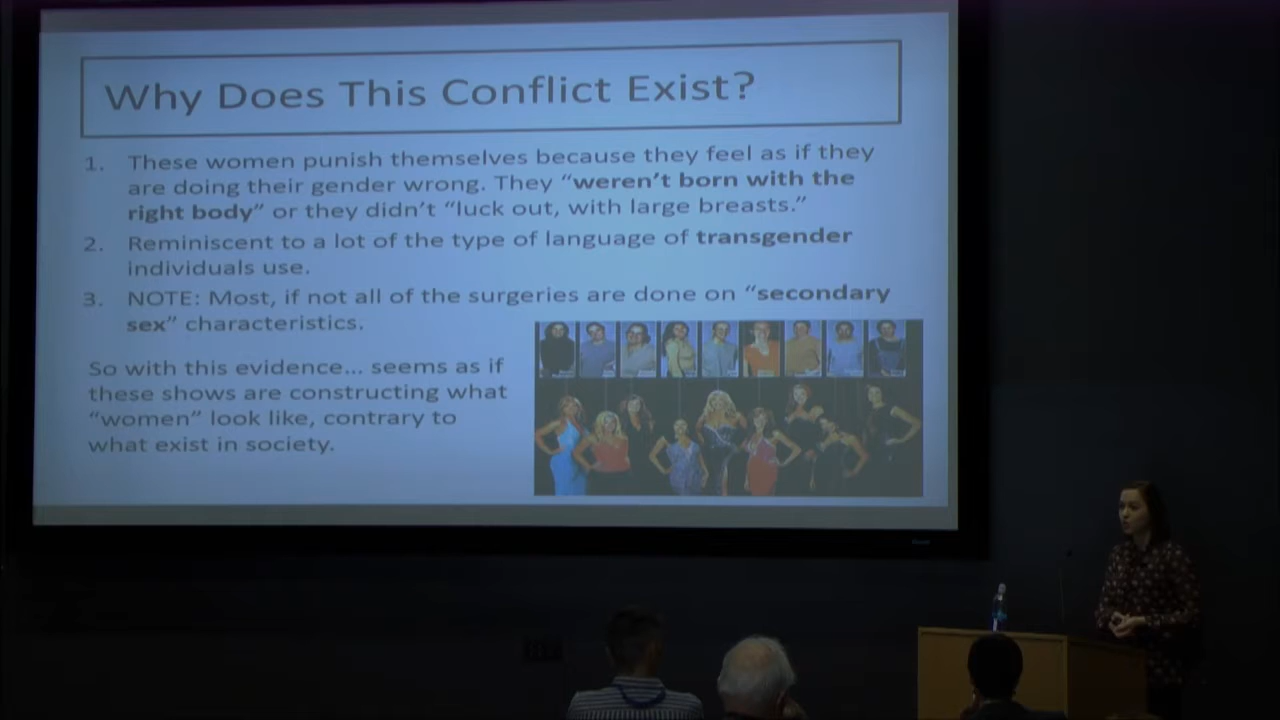 Why Does This Conflict Exist?
1. These women punish themselves because they feel as if they
are doing their gender wrong. They “weren’t born with the
right body” or they didn’t “luck out, with large breasts.”
2. Reminiscent to a lot of the type of language of transgender
individuals use.
3. NOTE: Most, if not all of the surgeries are done on “secondary
sex” characteristics.
So with this evidence... seems as if
these shows are constructing what
“women” look like, contrary to
what exist in society.